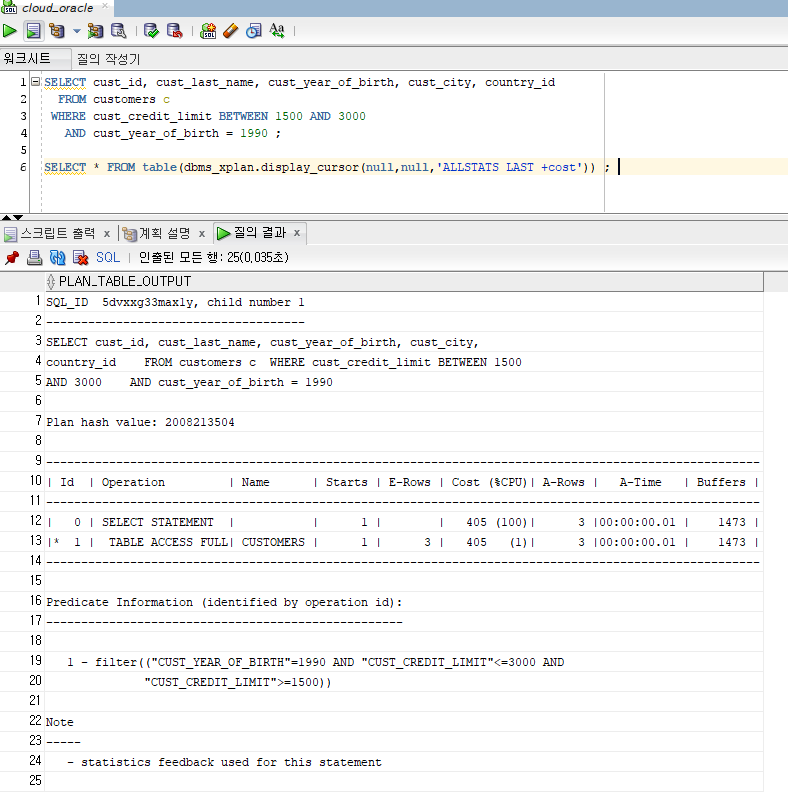 cloud_oracle
워크시트 질의 작성기
1 SELECT cust_id, cust_last_name, cust_year_of_birth, cust_city, country_id
2 FROM customers c
3 WHERE cust_credit_limit BETWEEN 1500 AND 3000
4 AND cust_year_of_birth = 1990 ;
5
6 SELECT * FROM table(dbms_xplan.display_cursor(null,null,'ALLSTATS LAST +cost')) ;
스크립트 출력 x 계획 설명 x 질의 결과 x
SQL | 인출된 모든 행: 25(0,035초)
PLAN_TABLE_OUTPUT
1 SQL_ID  5dvxxg33maxly, child number 1
2 -------------------------------------
3 SELECT cust_id, cust_last_name, cust_year_of_birth, cust_city,
4 country_id    FROM customers c  WHERE cust_credit_limit BETWEEN 1500
5 AND 3000    AND cust_year_of_birth = 1990
6
7 Plan hash value: 2008213504
8
9 ------------------------------------------------------------------------------------------------------
10 | Id  | Operation         | Name      | Starts | E-Rows | Cost (%CPU)| A-Rows |   A-Time   | Buffers |
11 ------------------------------------------------------------------------------------------------------
12 |   0 | SELECT STATEMENT  |           |      1 |        |   405 (100)|      3 |00:00:00.01 |    1473 |
13 |*  1 |  TABLE ACCESS FULL| CUSTOMERS |      1 |      3 |   405   (1)|      3 |00:00:00.01 |    1473 |
14 ------------------------------------------------------------------------------------------------------
15
16 Predicate Information (identified by operation id):
17 ---------------------------------------------------
18
19    1 - filter(("CUST_YEAR_OF_BIRTH"=1990 AND "CUST_CREDIT_LIMIT"<=3000 AND
20               "CUST_CREDIT_LIMIT">=1500))
21
22 Note
23 -----
24    - statistics feedback used for this statement
25